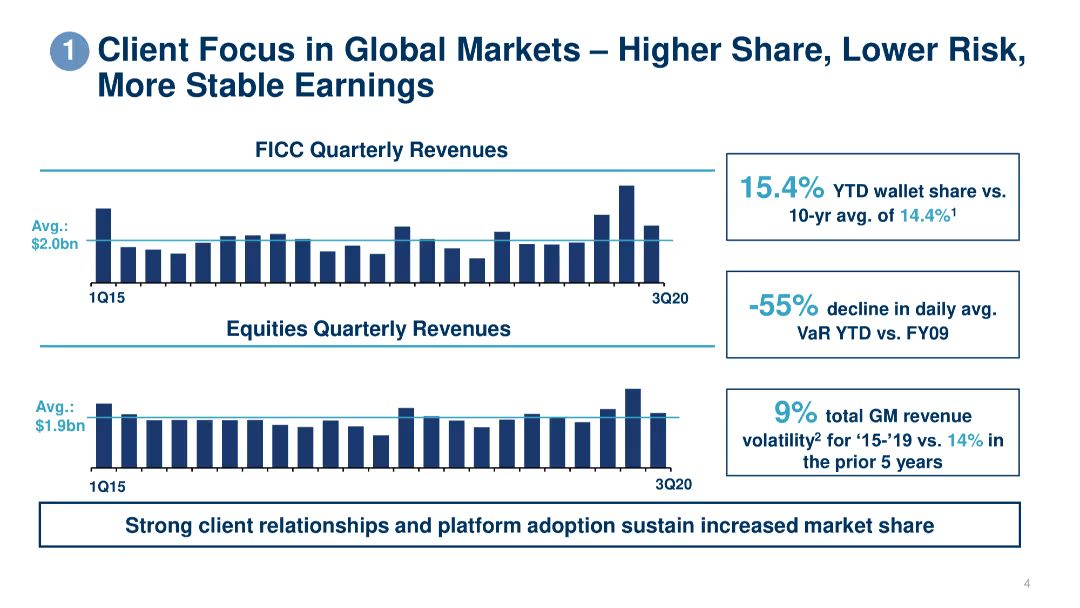 1 Client Focus in Global Markets – Higher Share, Lower Risk,
More Stable Earnings
FICC Quarterly Revenues
Avg.:
$2.0bn
1Q15
3Q20
Equities Quarterly Revenues
Avg.:
$1.9bn
1Q15
3Q20
15.4% YTD wallet share vs.
10-yr avg. of 14.4%¹
-55% decline in daily avg.
VaR YTD vs. FY09
9% total GM revenue
volatility² for ‘15-’19 vs. 14% in
the prior 5 years
Strong client relationships and platform adoption sustain increased market share
4